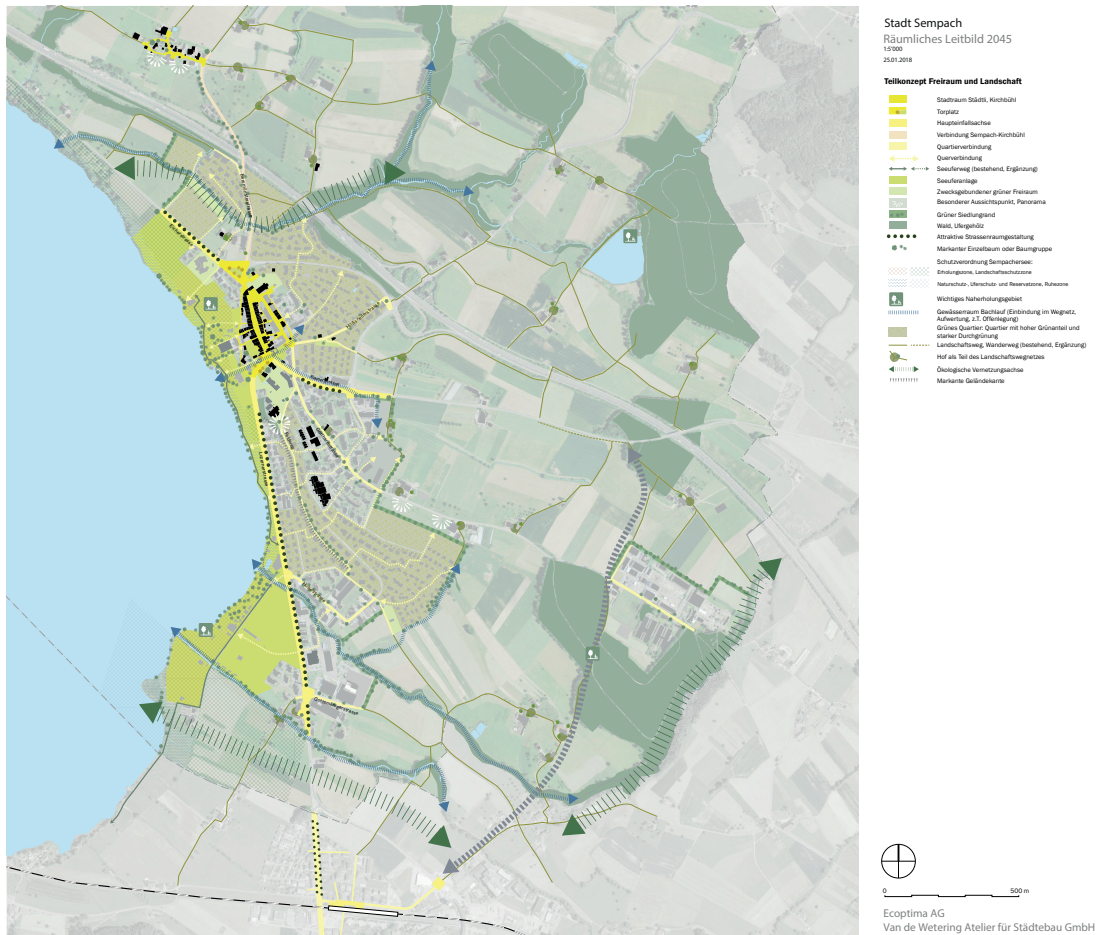 Stadt Sempach
Räumliches Leitbild 2045
1:5'000
25.01.2018
Teilkonzept Freiraum und Landschaft
Stadtraum Städtli, Kirchbühl
Torplatz
Haupteinfallsachse
Verbindung Sempach-Kirchbühl
Quartierverbindung
Querverbindung
Seeuferweg (bestehend, Ergänzung)
Seeuferanlage
Zwecksgebundener grüner Freiraum
Besonderer Aussichtspunkt, Panorama
Grüner Siedlungsrand
Wald, Ufergehölz
Attraktive Strassenraumgestaltung
Markanter Einzelbaum oder Baumgruppe
Schutzverordnung Sempachersee:
Erholungszone, Landschaftsschutzzone
Naturschutz-, Uferschutz- und Reservatzone, Ruhezone
Wichtiges Naherholungsgebiet
Gewässerraum Bachlauf (Einbindung im Wegnetz,
Aufwertung, z.T. Offenlegung)
Grünes Quartier: Quartier mit hoher Grünanteil und
starker Durchgrünung
Landschaftsweg, Wanderweg (bestehend, Ergänzung)
Hof als Teil des Landschaftswegnetzes
Ökologische Vernetzungsachse
Markante Geländekante
0
500 m
Ecoptima AG
Van de Wetering Atelier für Städtebau GmbH